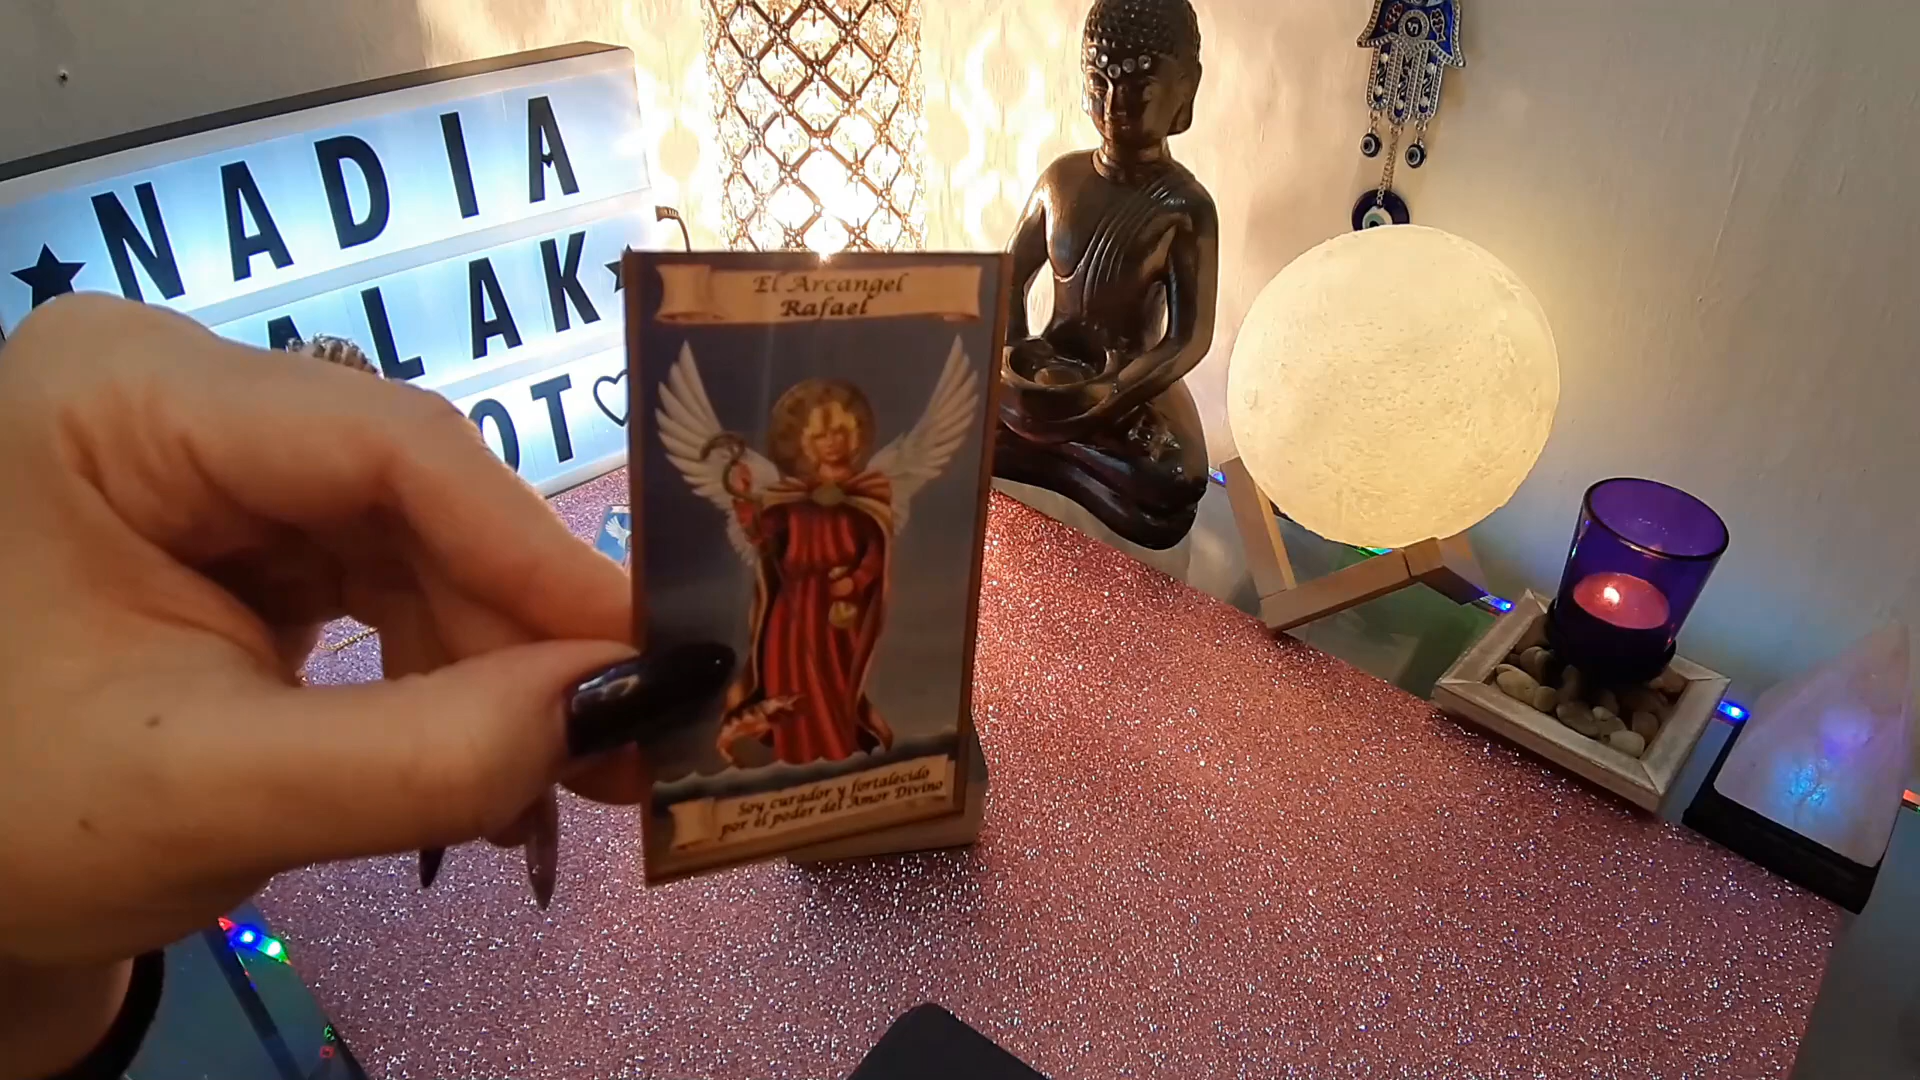 NADIA
ALAK
OT
El Arcangel
Rafael
Soy curador y fortalecido
por el poder del Amor Divino